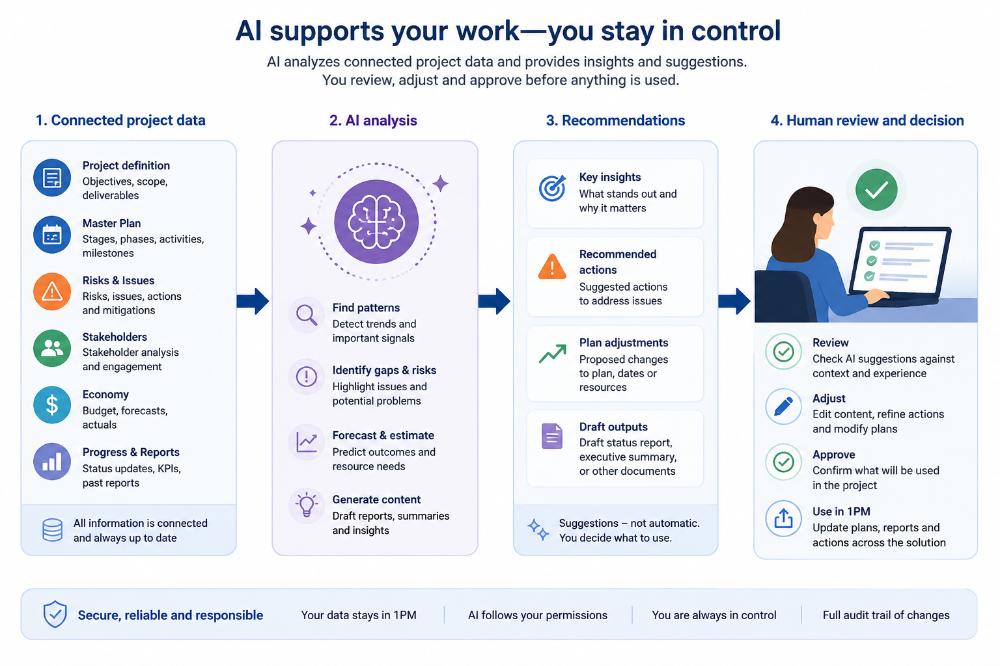 AI supports your work—you stay in control
AI analyzes connected project data and provides insights and suggestions.
You review, adjust and approve before anything is used.
1. Connected project data
Project definition
Objectives, scope,
deliverables
Master Plan
Stages, phases, activities,
milestones
Risks & Issues
Risks, issues, actions
and mitigations
Stakeholders
Stakeholder analysis
and engagement
Economy
Budget, forecasts,
actuals
Progress & Reports
Status updates, KPIs,
past reports
All information is connected
and always up to date
2. AI analysis
Find patterns
Detect trends and
important signals
Identify gaps & risks
Highlight issues and
potential problems
Forecast & estimate
Predict outcomes and
resource needs
Generate content
Draft reports, summaries
and insights
3. Recommendations
Key insights
What stands out and
why it matters
Recommended
actions
Suggested actions
to address issues
Plan adjustments
Proposed changes
to plan, dates or
resources
Draft outputs
Draft status report,
executive summary,
or other documents
Suggestions – not automatic.
You decide what to use.
4. Human review and decision
Review
Check AI suggestions against
context and experience
Adjust
Edit content, refine actions
and modify plans
Approve
Confirm what will be used
in the project
Use in 1PM
Update plans, reports and
actions across the solution
Secure, reliable and responsible
Your data stays in 1PM
AI follows your permissions
You are always in control
Full audit trail of changes